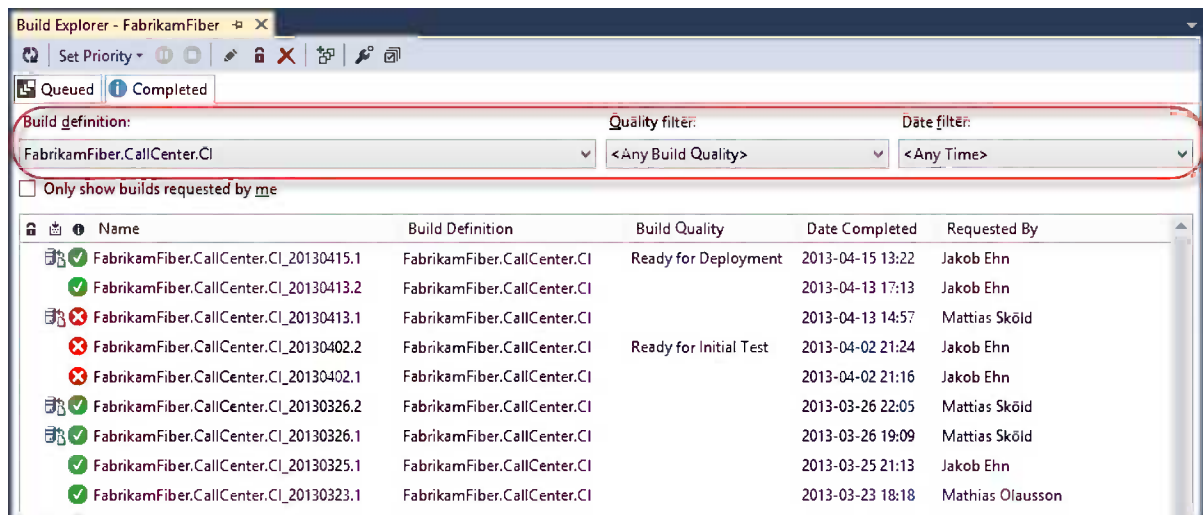 Build Explorer - FabrikamFiber
Set Priority
Queued Completed
Build definition: Quality filter: Date filter:
FabrikamFiber.CallCenter.CI <Any Build Quality> <Any Time>
Only show builds requested by me
Name Build Definition Build Quality Date Completed Requested By
FabrikamFiber.CallCenter.CI_20130415.1 FabrikamFiber.CallCenter.CI Ready for Deployment 2013-04-15 13:22 Jakob Ehn
FabrikamFiber.CallCenter.CI_20130413.2 FabrikamFiber.CallCenter.CI 2013-04-13 17:13 Jakob Ehn
FabrikamFiber.CallCenter.CI_20130413.1 FabrikamFiber.CallCenter.CI 2013-04-13 14:57 Mattias Sköld
FabrikamFiber.CallCenter.CI_20130402.2 FabrikamFiber.CallCenter.CI Ready for Initial Test 2013-04-02 21:24 Jakob Ehn
FabrikamFiber.CallCenter.CI_20130402.1 FabrikamFiber.CallCenter.CI 2013-04-02 21:16 Jakob Ehn
FabrikamFiber.CallCenter.CI_20130326.2 FabrikamFiber.CallCenter.CI 2013-03-26 22:05 Mattias Sköld
FabrikamFiber.CallCenter.CI_20130326.1 FabrikamFiber.CallCenter.CI 2013-03-26 19:09 Mattias Sköld
FabrikamFiber.CallCenter.CI_20130325.1 FabrikamFiber.CallCenter.CI 2013-03-25 21:13 Jakob Ehn
FabrikamFiber.CallCenter.CI_20130323.1 FabrikamFiber.CallCenter.CI 2013-03-23 18:18 Mathias Olausson